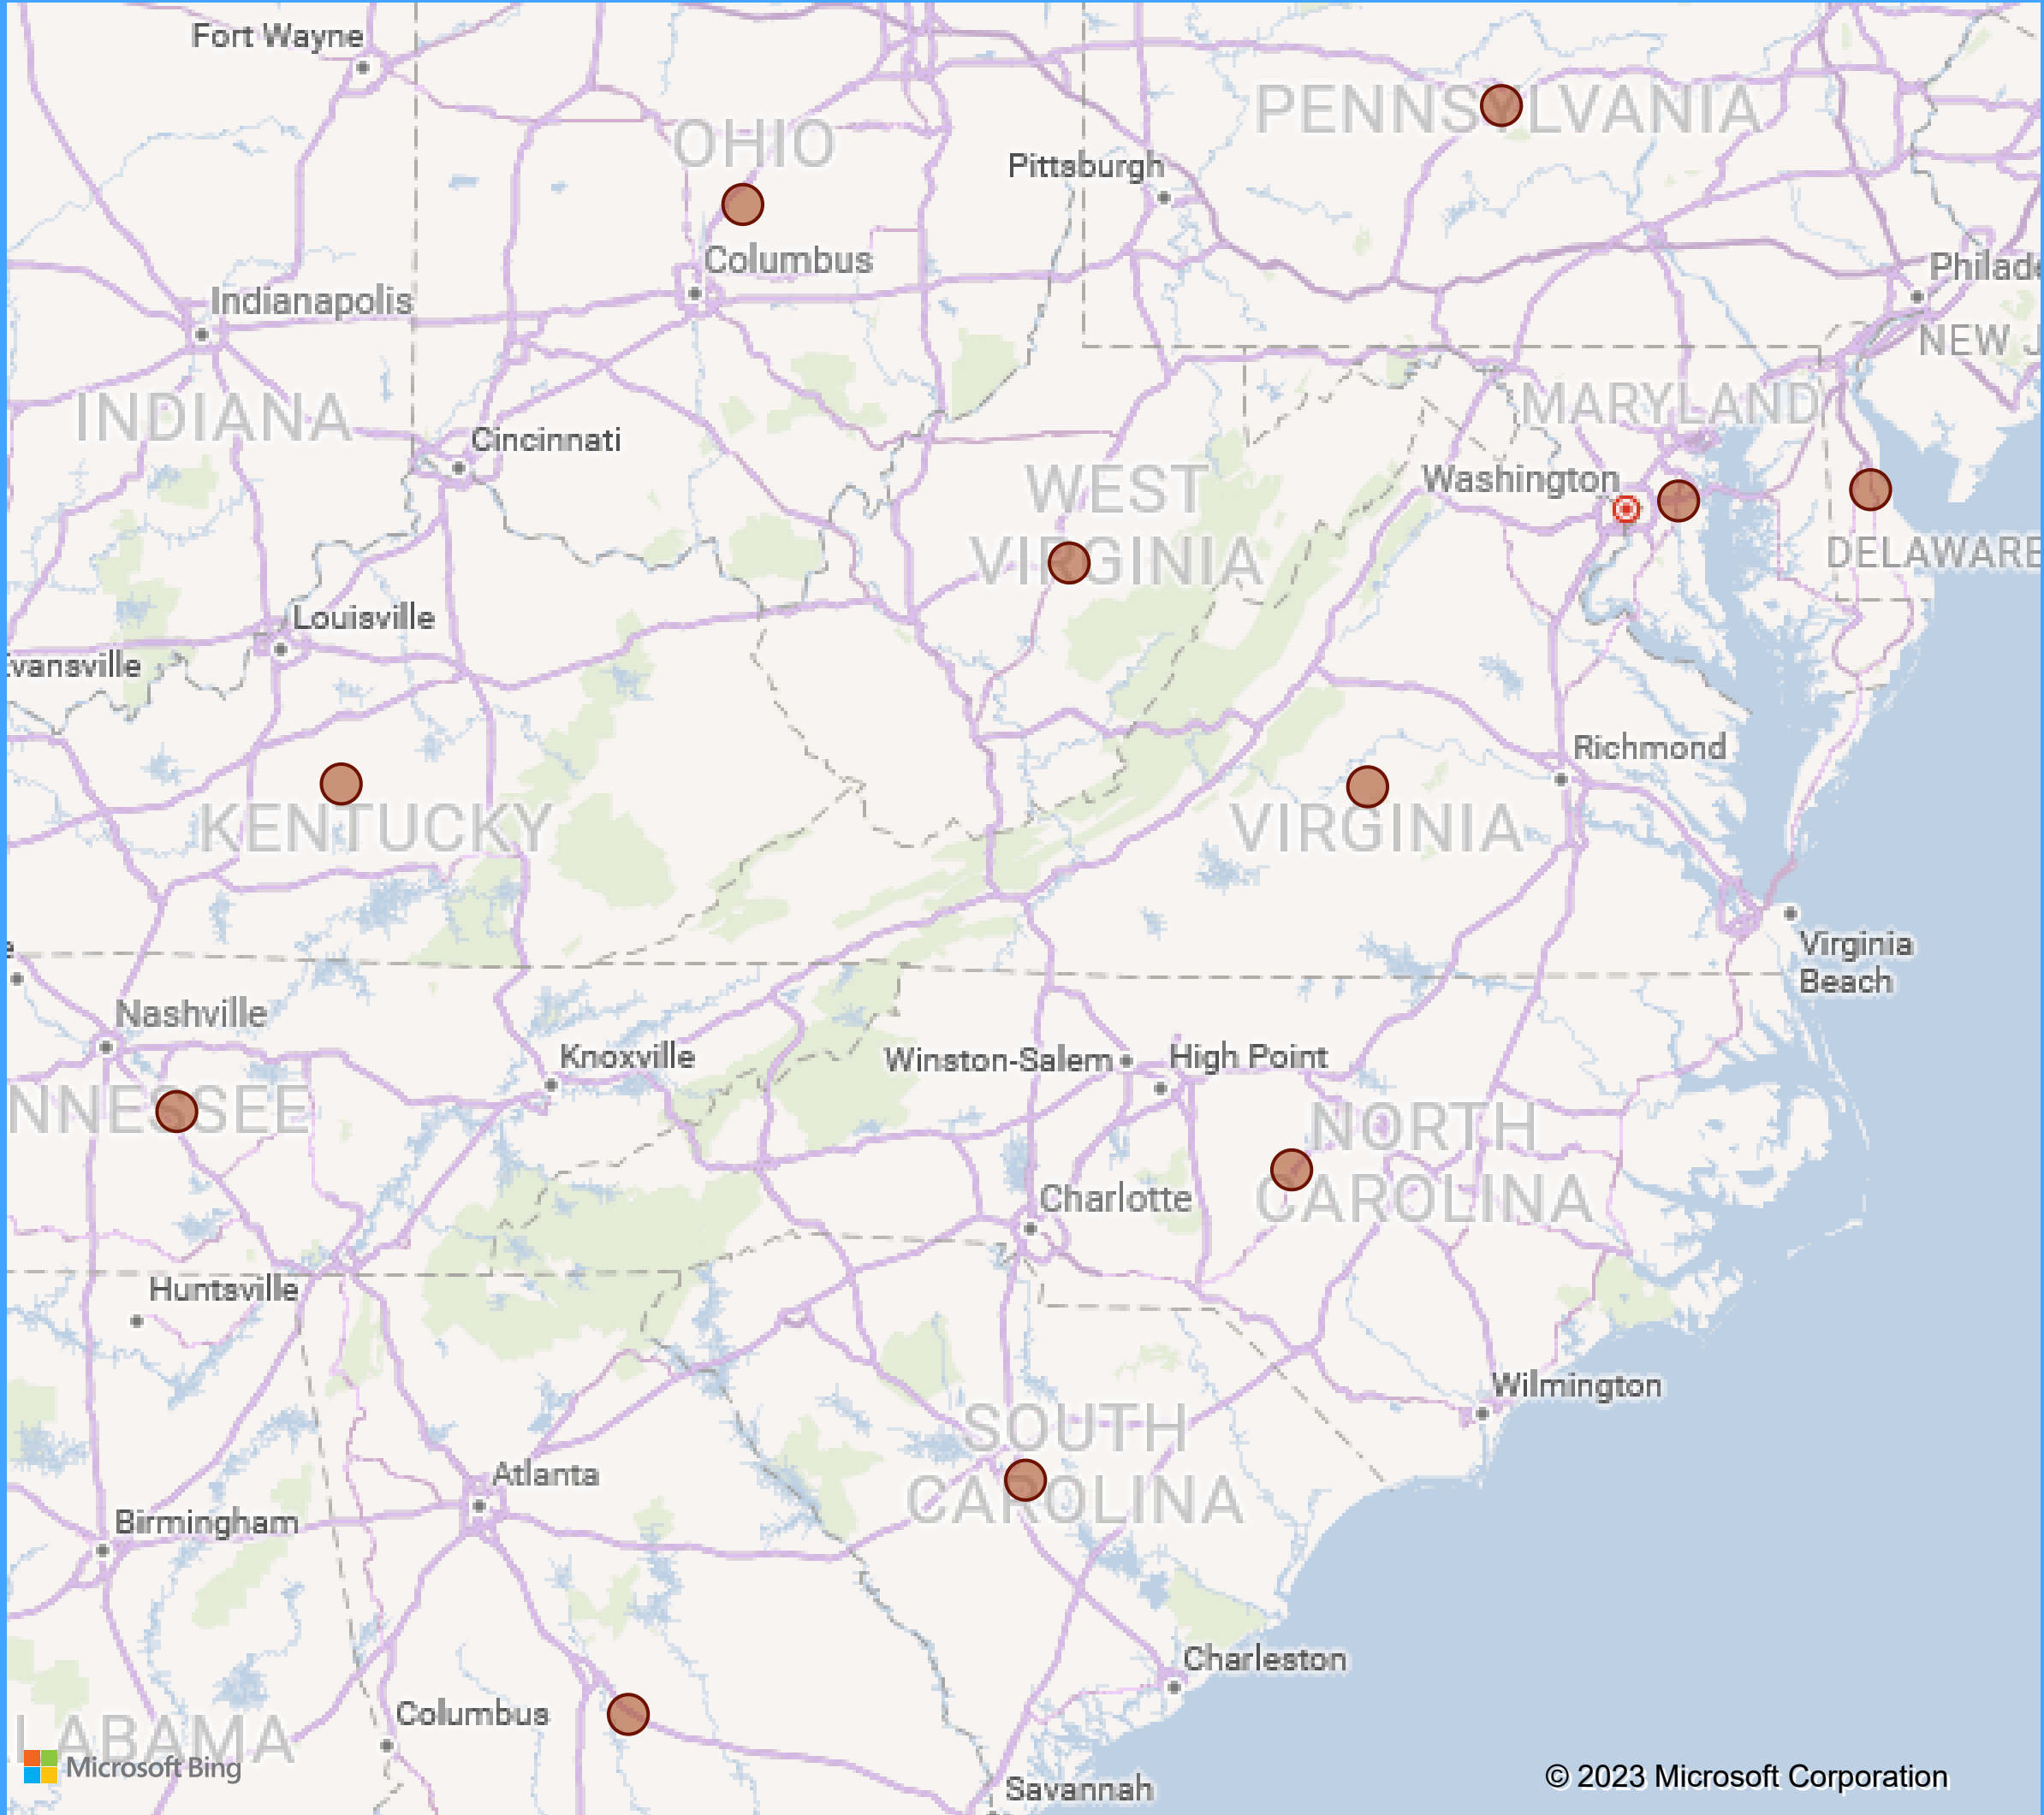 Fort Wayne
OHIO
PENNSYLVANIA
Pittsburgh
Columbus
Philade
Indianapolis
NEW J
INDIANA
MARYLAND
Cincinnati
Washington
WEST
VIRGINIA
DELAWARE
Louisville
Evansville
Richmond
KENTUCKY
VIRGINIA
Virginia
Beach
Nashville
Knoxville
Winston-Salem
High Point
NNESSEE
NORTH
CAROLINA
Charlotte
Huntsville
Wilmington
SOUTH
CAROLINA
Atlanta
Birmingham
Charleston
Columbus
LABAMA
Microsoft Bing
© 2023 Microsoft Corporation
Savannah